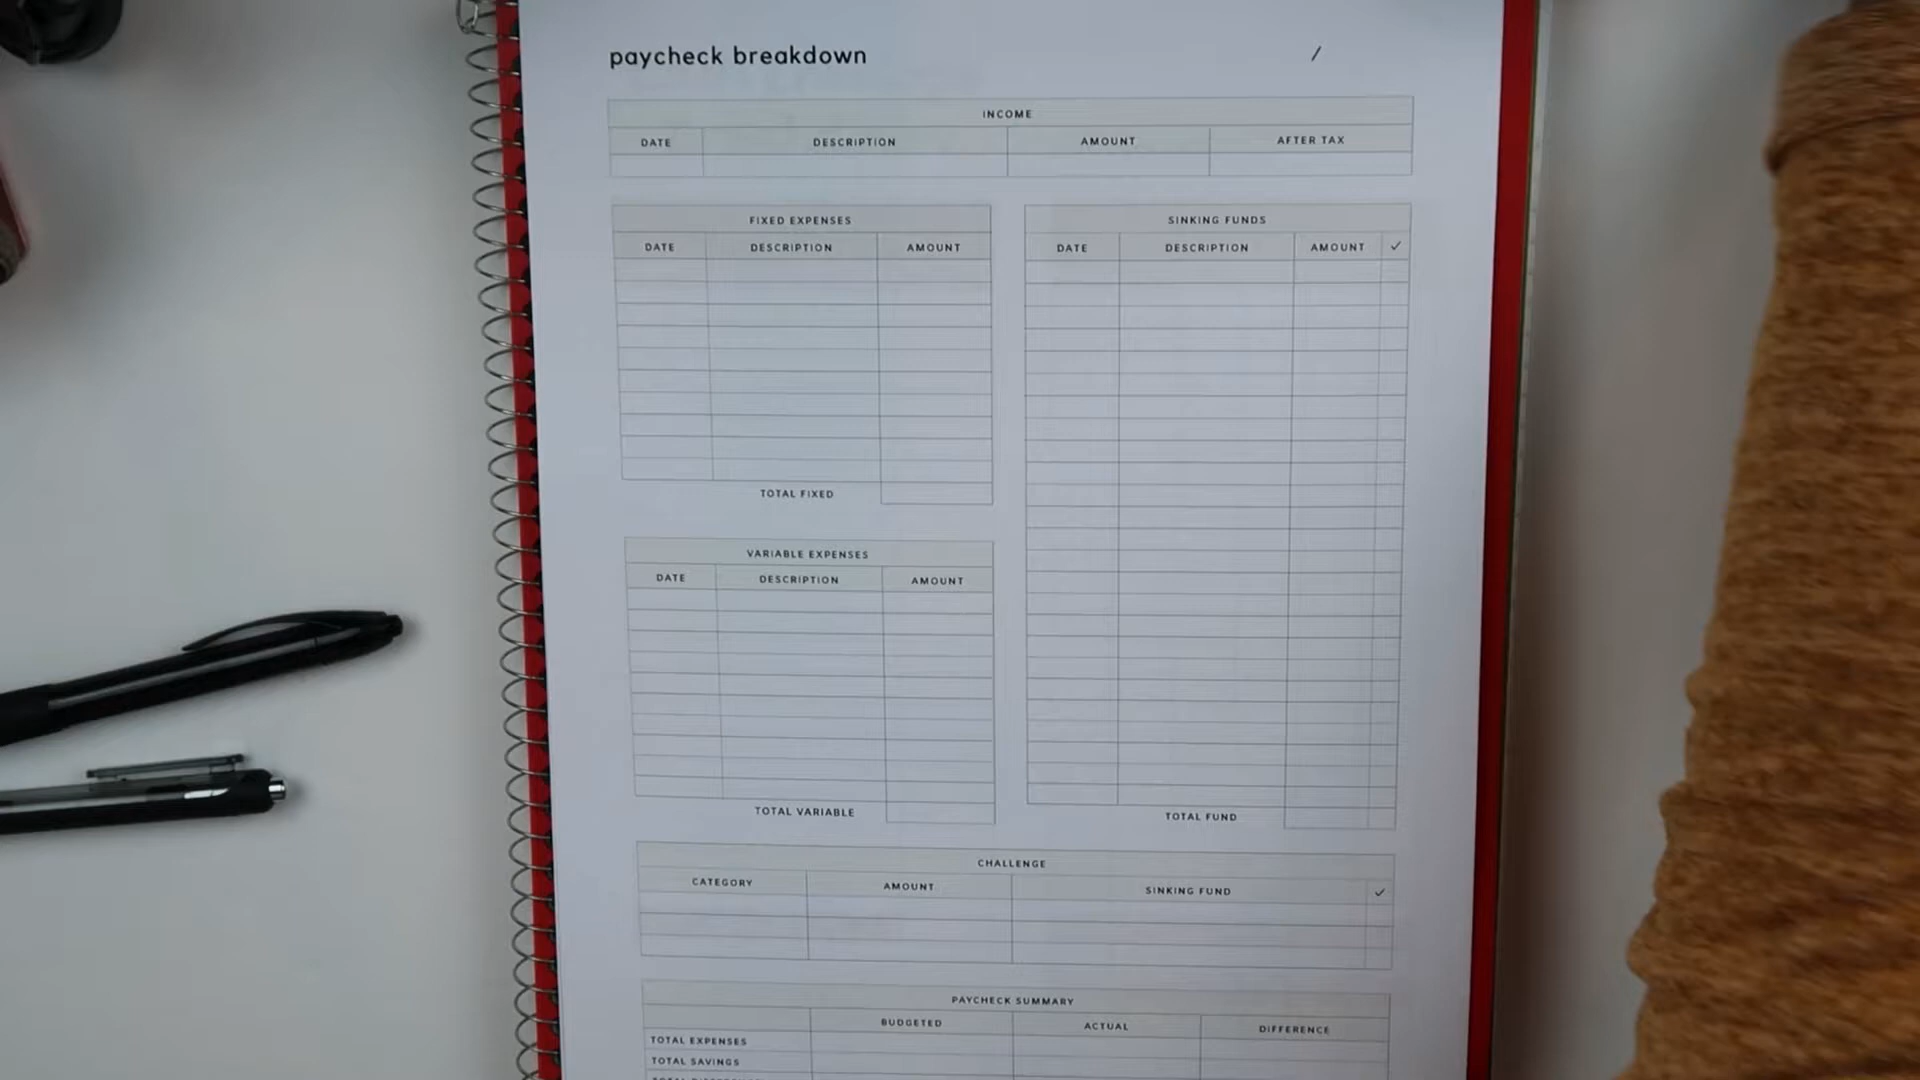 paycheck breakdown /
INCOME
DATE DESCRIPTION AMOUNT AFTER TAX
FIXED EXPENSES
DATE DESCRIPTION AMOUNT
TOTAL FIXED
VARIABLE EXPENSES
DATE DESCRIPTION AMOUNT
TOTAL VARIABLE
SINKING FUNDS
DATE DESCRIPTION AMOUNT ✓
TOTAL FUND
CHALLENGE
CATEGORY AMOUNT SINKING FUND ✓
PAYCHECK SUMMARY
BUDGETED ACTUAL DIFFERENCE
TOTAL EXPENSES
TOTAL SAVINGS